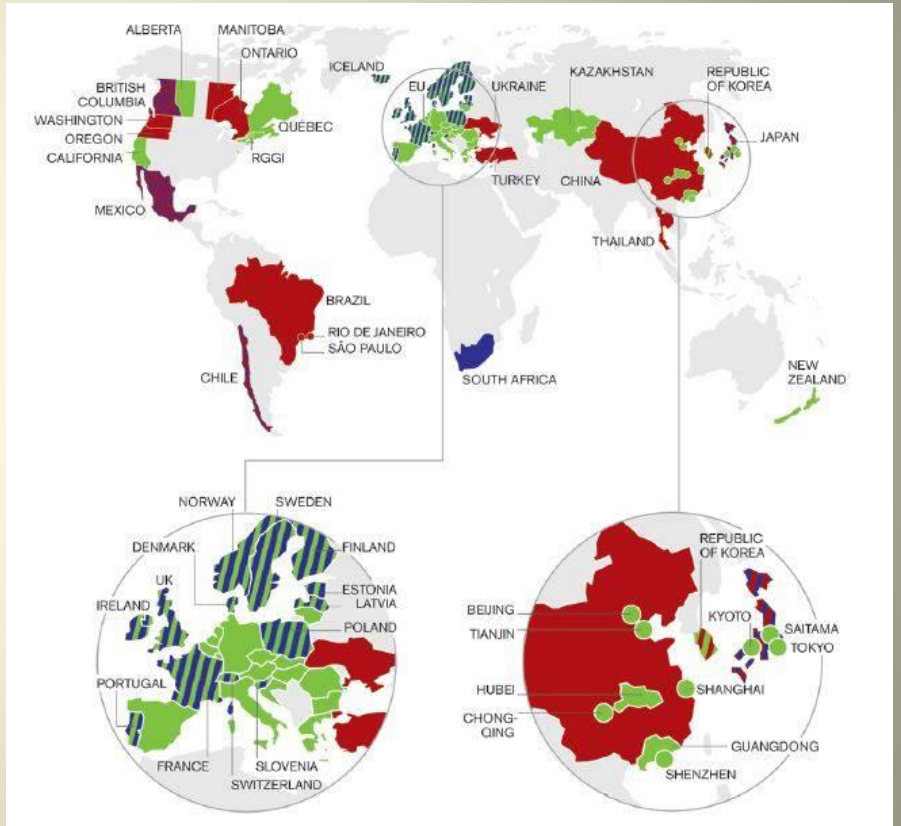 ALBERTA
MANITOBA
ONTARIO
BRITISH
COLUMBIA
WASHINGTON
OREGON
CALIFORNIA
QUÉBEC
RGGI
MEXICO
ICELAND
EU
UKRAINE
KAZAKHSTAN
REPUBLIC
OF KOREA
JAPAN
TURKEY
CHINA
THAILAND
BRAZIL
RIO DE JANEIRO
SÃO PAULO
CHILE
SOUTH AFRICA
NEW
ZEALAND
NORWAY
SWEDEN
DENMARK
FINLAND
UK
IRELAND
ESTONIA
LATVIA
POLAND
PORTUGAL
FRANCE
SLOVENIA
SWITZERLAND
REPUBLIC
OF KOREA
BEIJING
TIANJIN
KYOTO
SAITAMA
TOKYO
HUBEI
SHANGHAI
CHONG-
QING
GUANGDONG
SHENZHEN